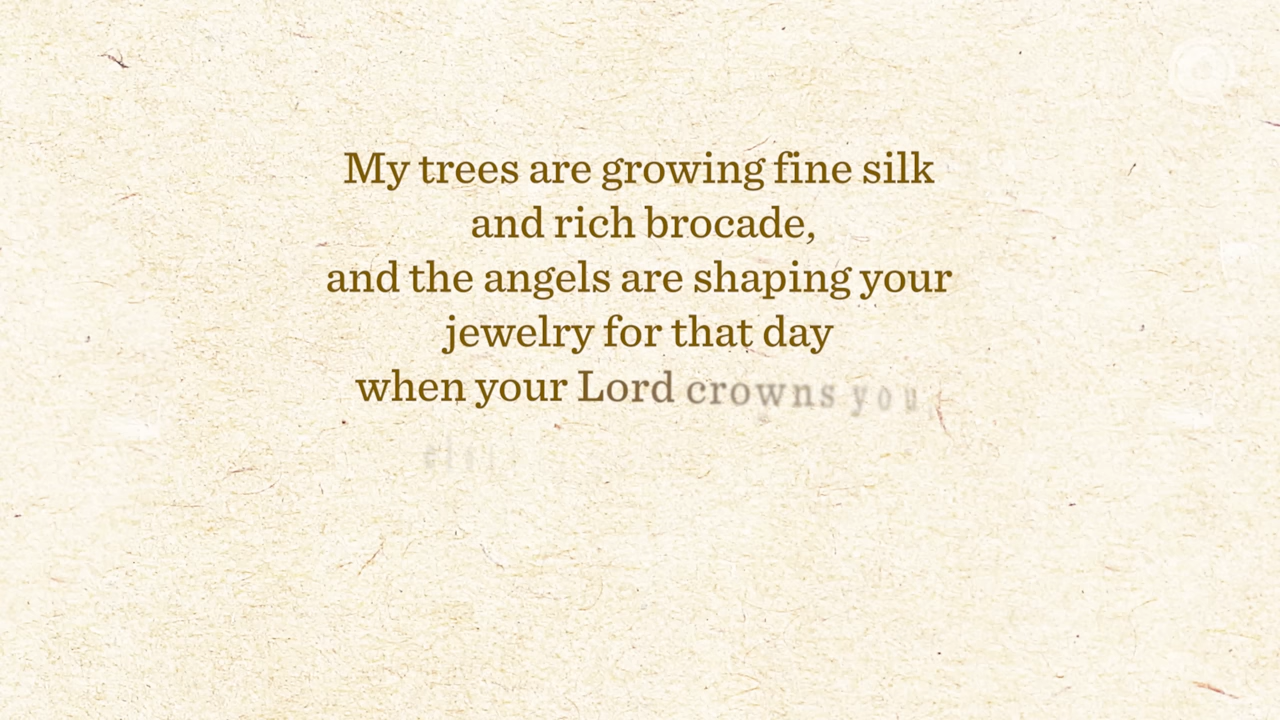 My trees are growing fine silk
and rich brocade,
and the angels are shaping your
jewelry for that day
when your Lord crowns you,